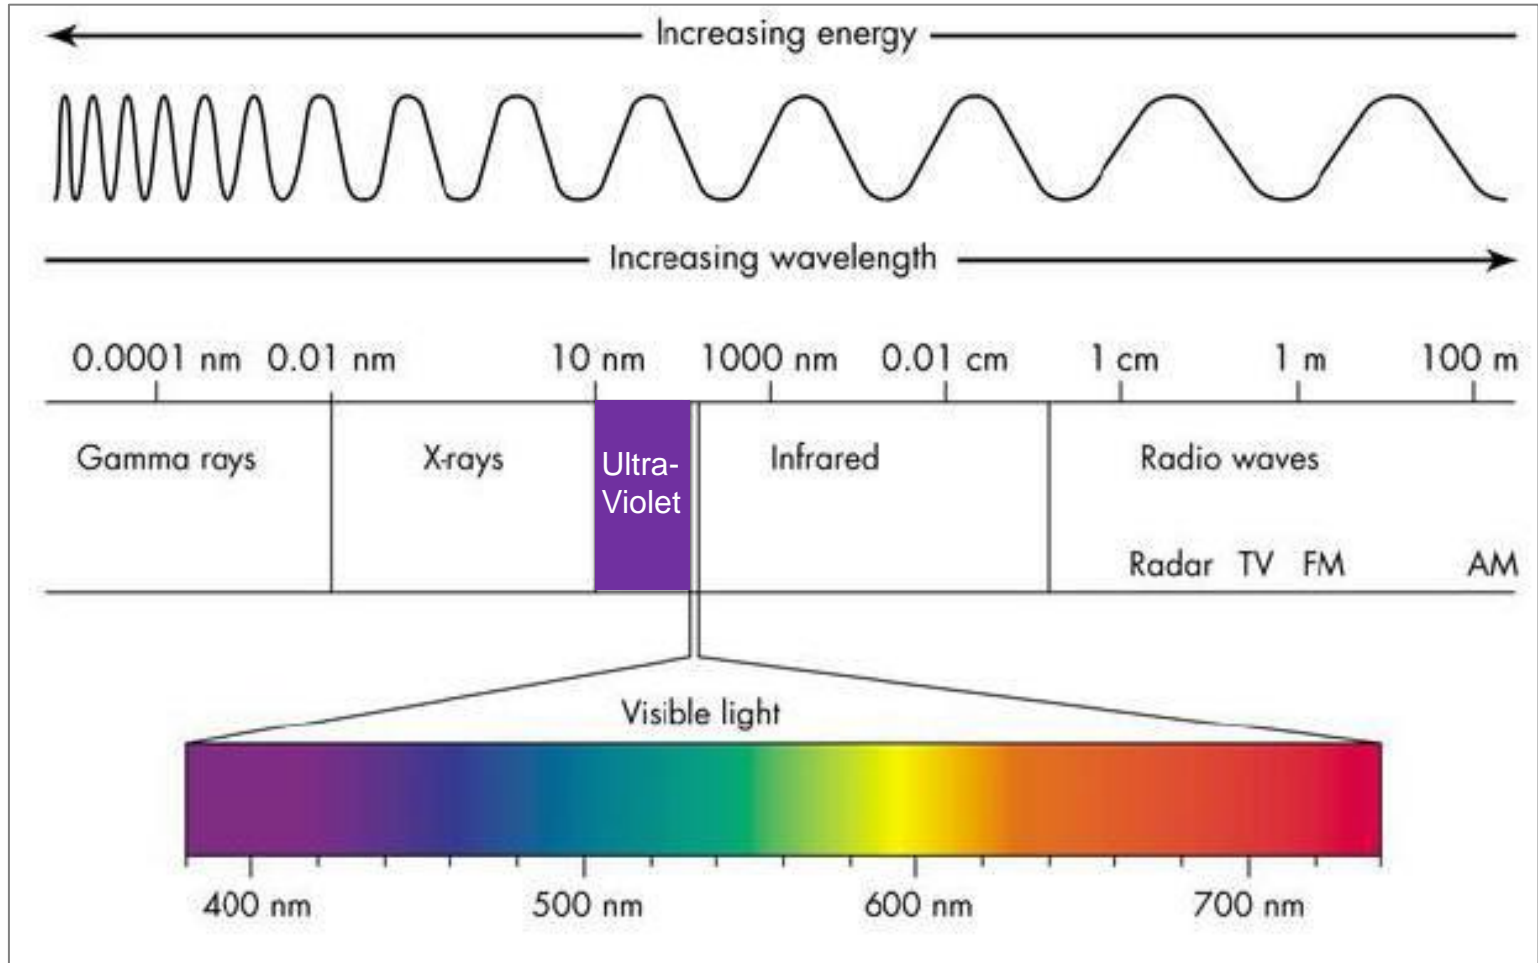 Increasing energy
Increasing wavelength
0.0001 nm 0.01 nm 10 nm 1000 nm 0.01 cm 1 cm 1 m 100 m
Gamma rays X-rays Ultra-
Violet Infrared Radio waves
Radar TV FM AM
Visible light
400 nm 500 nm 600 nm 700 nm